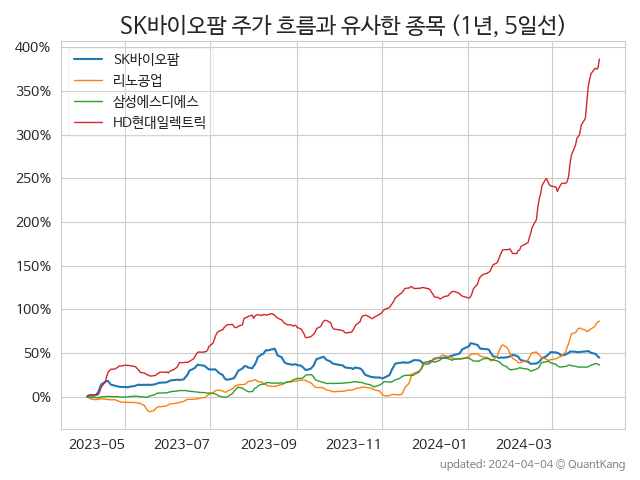 SK바이오팜 주가 흐름과 유사한 종목 (1년, 5일선)
400%
350%
300%
250%
200%
150%
100%
50%
0%
SK바이오팜
리노공업
삼성에스디에스
HD현대일렉트릭
2023-05
2023-07
2023-09
2023-11
2024-01
2024-03
updated: 2024-04-04 © QuantKang